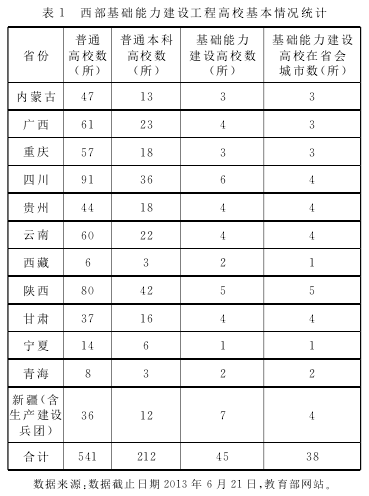 表 1 西部基础能力建设工程高校基本情况统计
省份 普通高校数(所) 普通本科高校数(所) 基础能力建设高校数(所) 基础能力建设高校在省会城市数(所)
内蒙古 47 13 3 3
广西 61 23 4 3
重庆 57 18 3 3
四川 91 36 6 4
贵州 44 18 4 4
云南 60 22 4 4
西藏 6 3 2 1
陕西 80 42 5 5
甘肃 37 16 4 4
宁夏 14 6 1 1
青海 8 3 2 2
新疆(含生产建设兵团) 36 12 7 4
合计 541 212 45 38
数据来源:数据截止日期 2013 年 6 月 21 日,教育部网站。